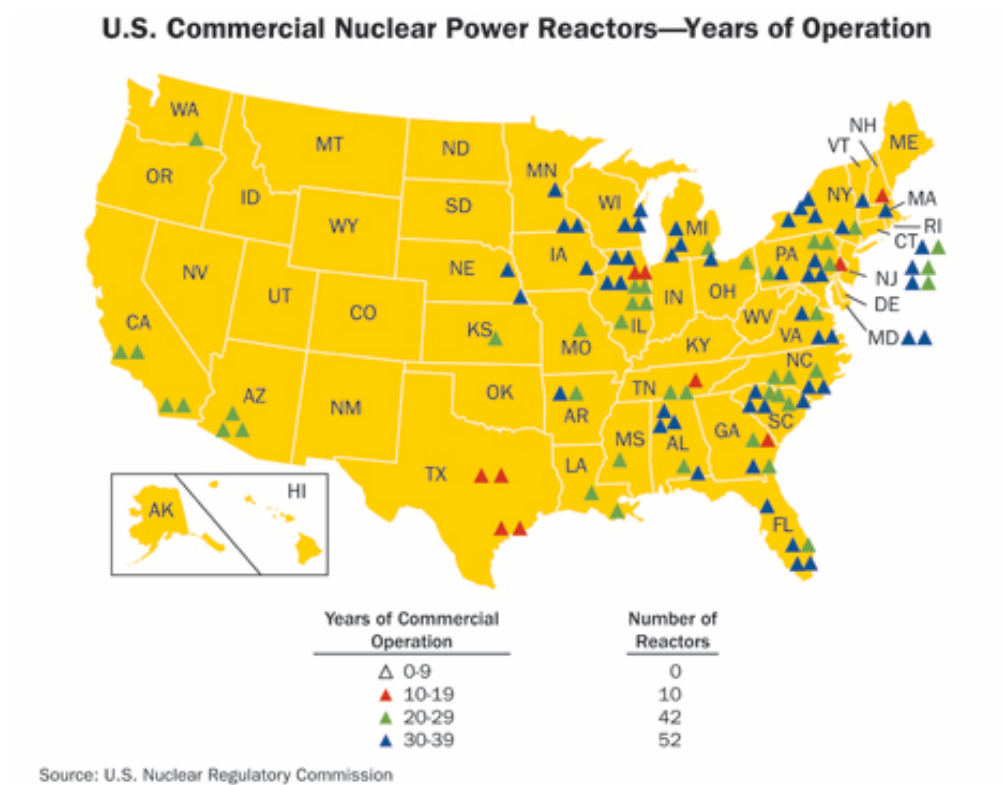 U.S. Commercial Nuclear Power Reactors—Years of Operation
WA
MT
ND
MN
VT
NH
ME
OR
ID
SD
WI
MI
NY
MA
RI
CT
WY
NV
UT
CO
NE
IA
PA
NJ
DE
MD
CA
KS
MO
IL
IN
OH
WV
VA
KY
AZ
NM
OK
AR
TN
NC
SC
TX
LA
MS
AL
GA
FL
AK
HI
Years of Commercial Operation
Number of Reactors
0-9 0
10-19 10
20-29 42
30-39 52
Source: U.S. Nuclear Regulatory Commission